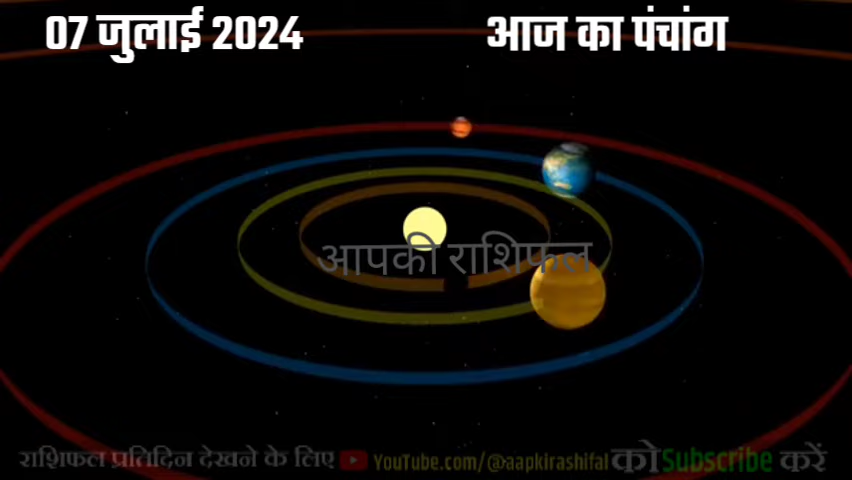 07 जुलाई 2024 आज का पंचांग
आपकी राशिफल
राशिफल प्रतिदिन देखने के लिए YouTube.com/@aapkirashifal को Subscribe करें